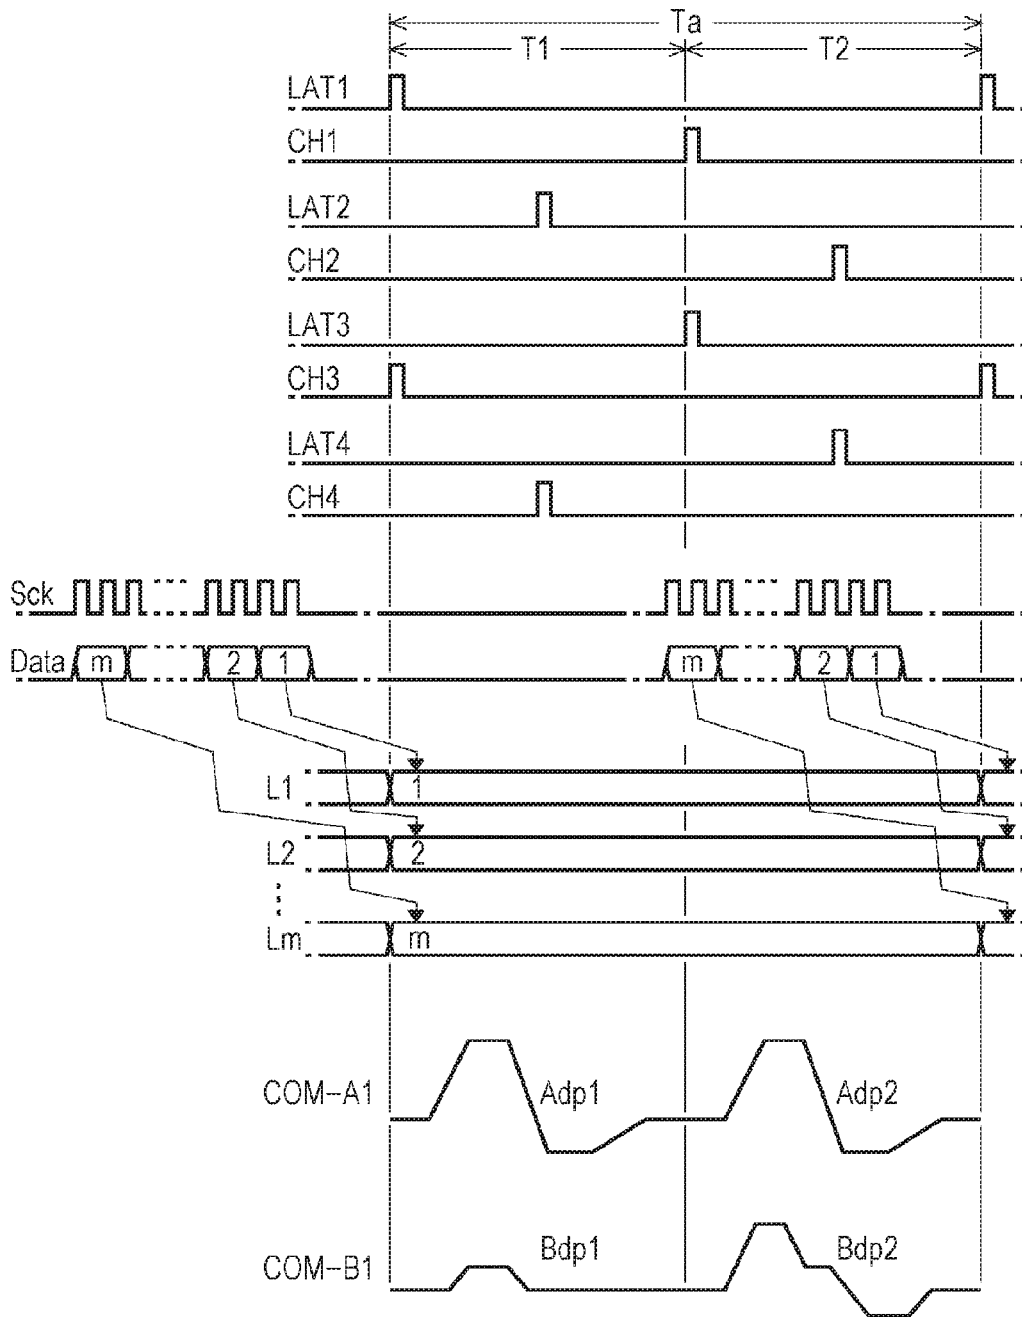 Ta
T1 T2
LAT1
CH1
LAT2
CH2
LAT3
CH3
LAT4
CH4
Sck
Data m 2 1 m 2 1
L1 1
L2 2
Lm m
COM-A1 Adp1 Adp2
COM-B1 Bdp1 Bdp2